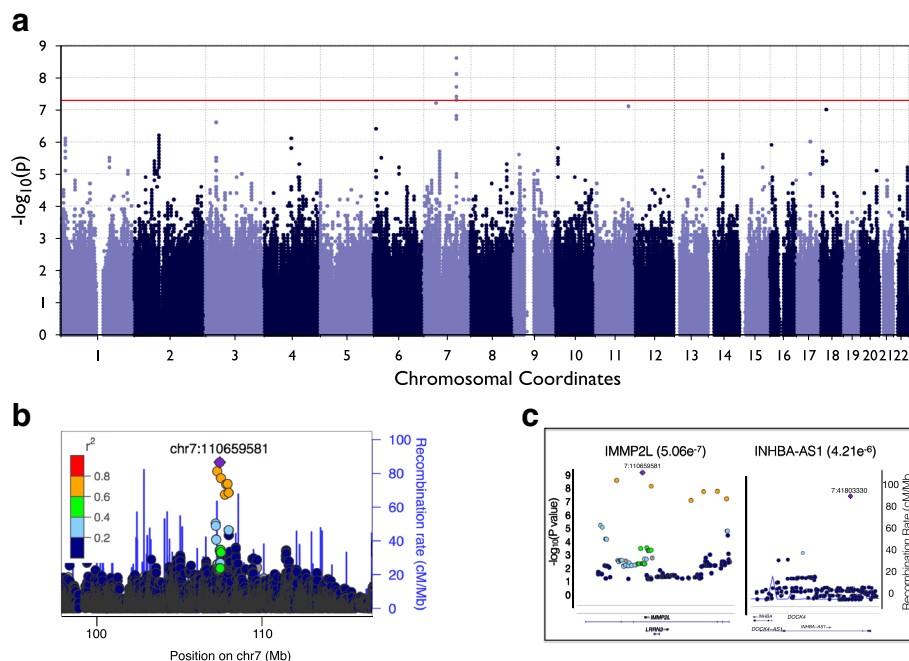 a
9
8
7
6
5
4
3
2
1
0
-log10(P)
1 2 3 4 5 6 7 8 9 10 11 12 13 14 15 16 17 18 19 20 21 22
Chromosomal Coordinates
b
chr7:110659581
r2
0.8
0.6
0.4
0.2
100
80
60
40
20
0
Recombination rate (cM/Mb)
100 110
Position on chr7 (Mb)
c
IMMP2L (5.06e-7)
INHBA-AS1 (4.21e-6)
7:110659581
7:41803330
9
8
7
6
5
4
3
2
1
0
-log10(P value)
100
80
60
40
20
0
Recombination rate (cM/Mb)
IMMP2L
LRRN3
INHBA
DOCK4
DOCK4-AS1
INHBA-AS1